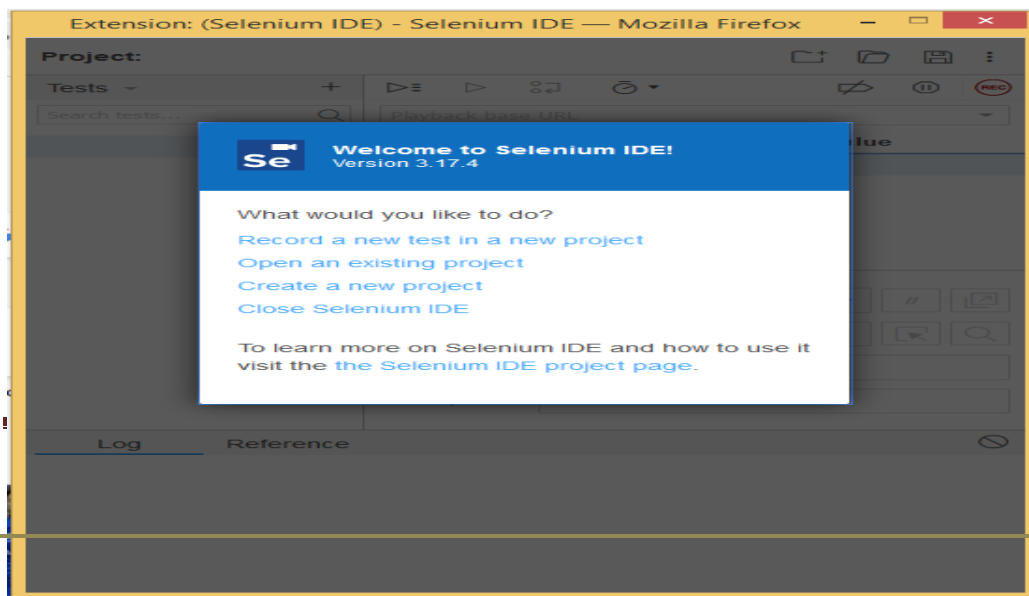 Extension: (Selenium IDE) - Selenium IDE — Mozilla Firefox
Project:
Tests
REC
Search tests...
Playback base URL
Se
Welcome to Selenium IDE!
Version 3.17.4
What would you like to do?
Record a new test in a new project
Open an existing project
Create a new project
Close Selenium IDE
To learn more on Selenium IDE and how to use it
visit the the Selenium IDE project page.
Log
Reference